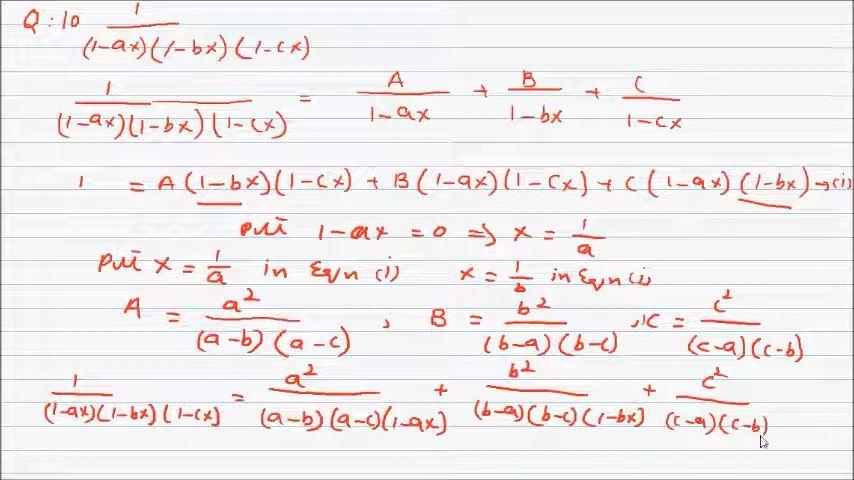 Q:10 1/((1-ax)(1-bx)(1-cx))
1/((1-ax)(1-bx)(1-cx)) = A/(1-ax) + B/(1-bx) + C/(1-cx)
1 = A(1-bx)(1-cx) + B(1-ax)(1-cx) + C(1-ax)(1-bx) → (i)
put 1-ax = 0 ⇒ x = 1/a
put x = 1/a in Eqn (i) x = 1/b in Eqn (i)
A = a²/((a-b)(a-c)) , B = b²/((b-a)(b-c)) , C = c²/((c-a)(c-b))
1/((1-ax)(1-bx)(1-cx)) = a²/((a-b)(a-c)(1-ax)) + b²/((b-a)(b-c)(1-bx)) + c²/((c-a)(c-b))